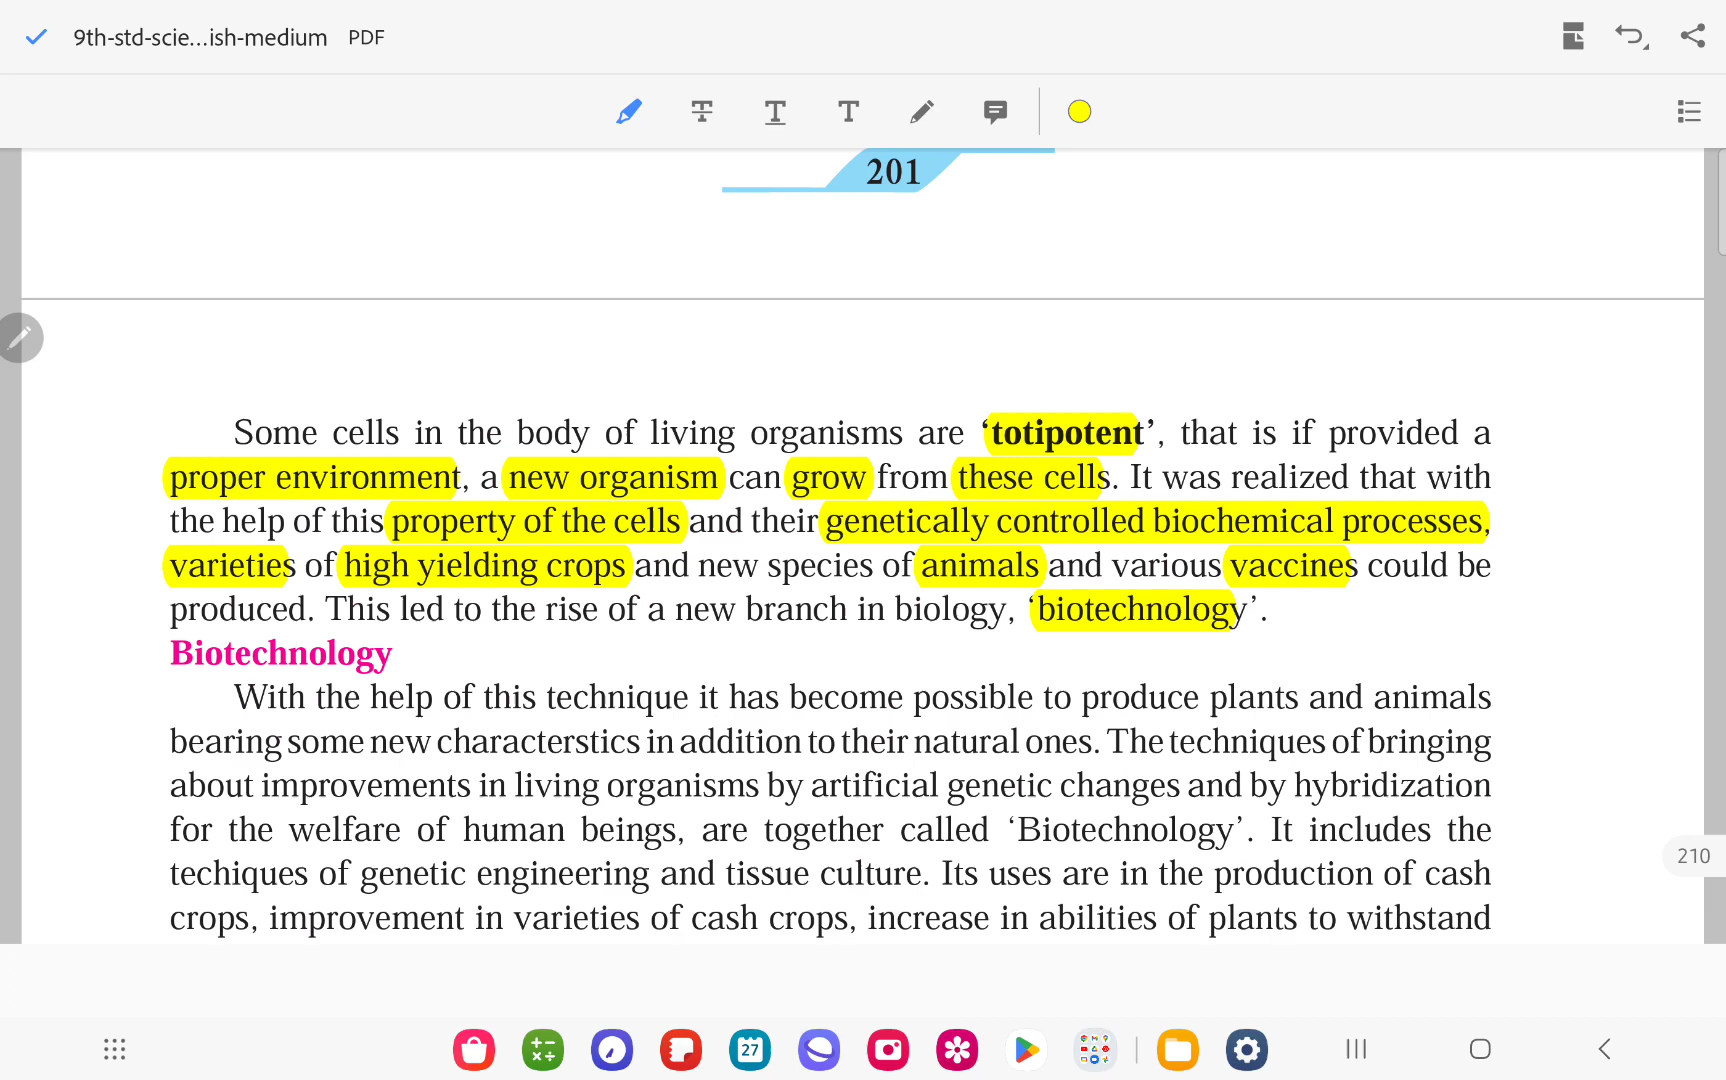 9th-std-scie...ish-medium PDF
201
Some cells in the body of living organisms are ‘totipotent’, that is if provided a
proper environment, a new organism can grow from these cells. It was realized that with
the help of this property of the cells and their genetically controlled biochemical processes,
varieties of high yielding crops and new species of animals and various vaccines could be
produced. This led to the rise of a new branch in biology, ‘biotechnology’.
Biotechnology
With the help of this technique it has become possible to produce plants and animals
bearing some new characterstics in addition to their natural ones. The techniques of bringing
about improvements in living organisms by artificial genetic changes and by hybridization
for the welfare of human beings, are together called ‘Biotechnology’. It includes the
techiques of genetic engineering and tissue culture. Its uses are in the production of cash
crops, improvement in varieties of cash crops, increase in abilities of plants to withstand
210
27